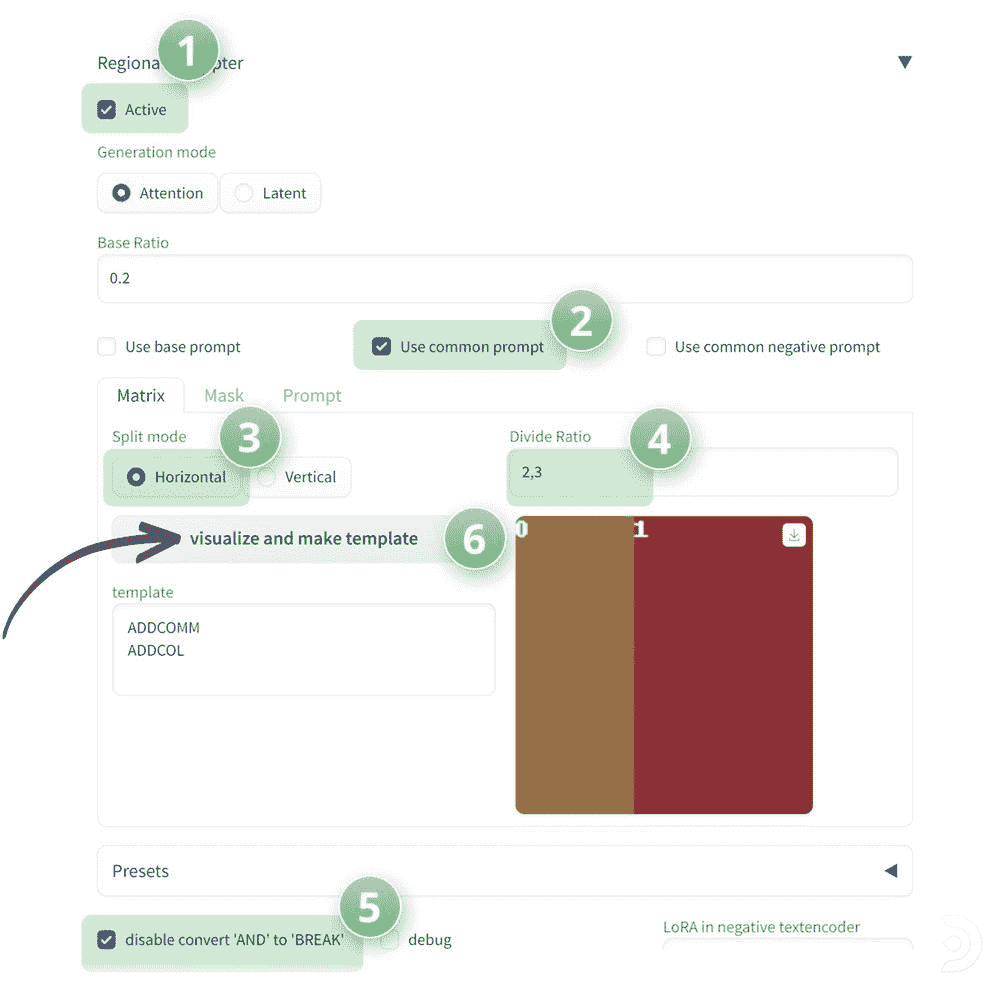 1
Regiona pter
Active
Generation mode
Attention Latent
Base Ratio
0.2
2
Use base prompt Use common prompt Use common negative prompt
Matrix Mask Prompt
3
4
Split mode Divide Ratio
Horizontal Vertical 2,3
visualize and make template 6
0 1
template
ADDCOMM
ADDCOL
Presets
5
disable convert 'AND' to 'BREAK' debug
LoRA in negative textencoder